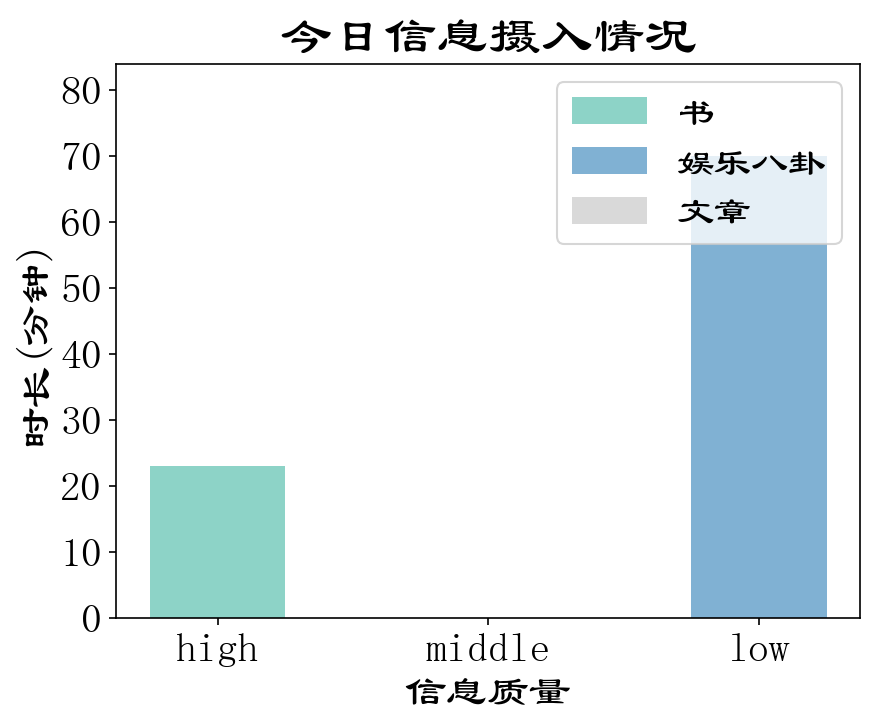 今日信息摄入情况
时长(分钟)
80
70
60
50
40
30
20
10
0
书
娱乐八卦
文章
high middle low
信息质量